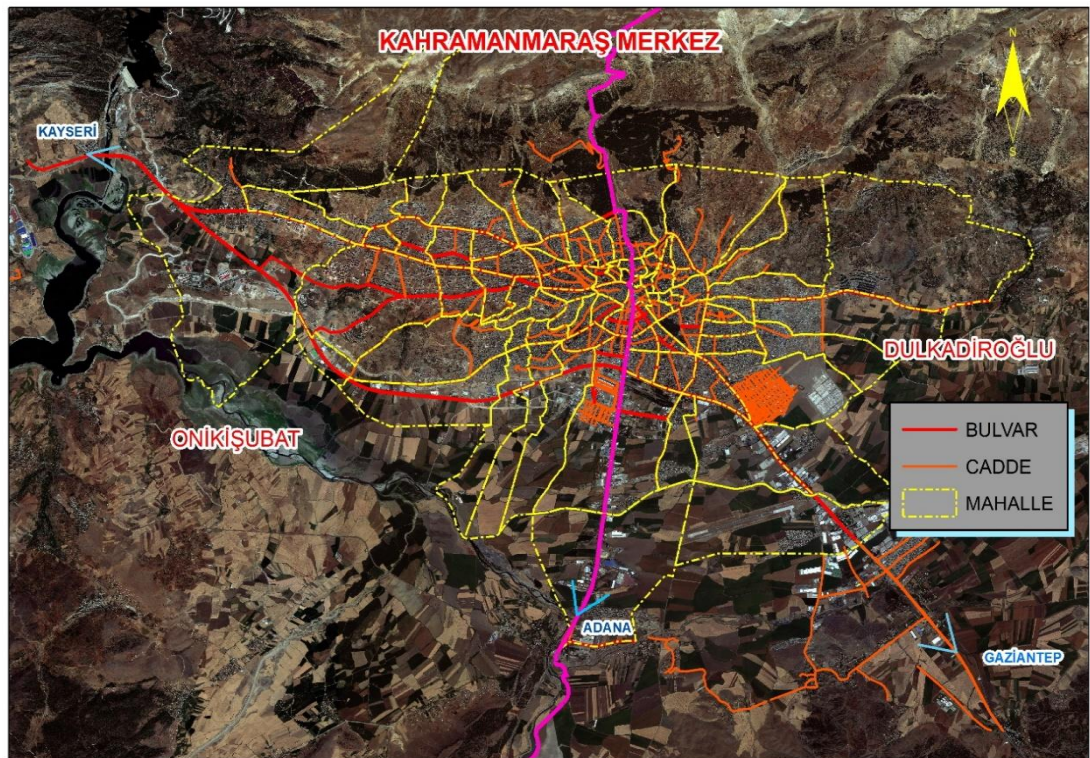 KAHRAMANMARAŞ MERKEZ
N
S
KAYSERİ
DULKADİROĞLU
ONİKİŞUBAT
BULVAR
CADDE
MAHALLE
ADANA
GAZİANTEP